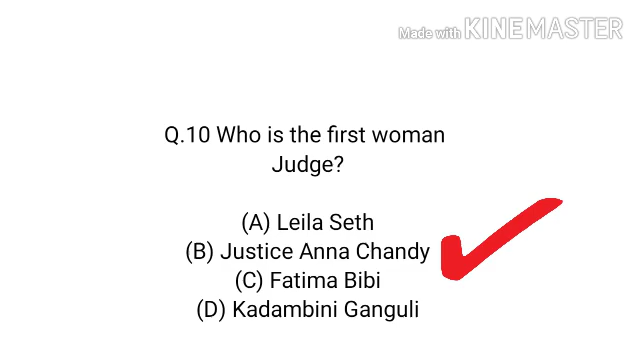 Made with KINEMASTER
Q.10 Who is the first woman
Judge?
(A) Leila Seth
(B) Justice Anna Chandy
(C) Fatima Bibi
(D) Kadambini Ganguli